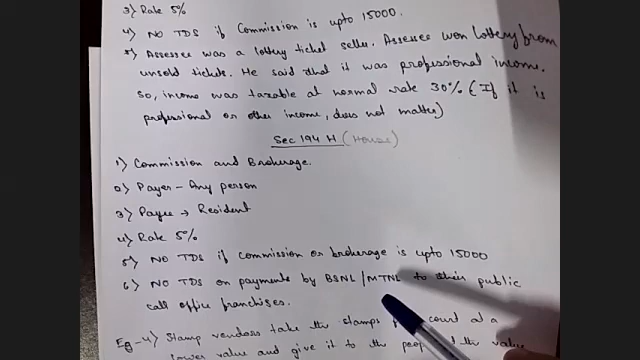 3) Rate 5%
4) NO TDS if Commission is upto 15000.
*) Assessee was a lottery ticket seller. Assessee won lottery from
unsold tickets. He said that it was professional income.
So, income was taxable at normal rate 30% (If it is
professional or other income, does not matter)
Sec 194 H (House)
1) Commission and Brokerage.
2) Payer - Any person
3) Payee → Resident
4) Rate 5%
5) NO TDS if commission or brokerage is upto 15000
6) NO TDS on payments by BSNL/MTNL to their public
call office franchises.
Eg-4) Stamp vendors take the stamps court at a
lower value and give it to the the value